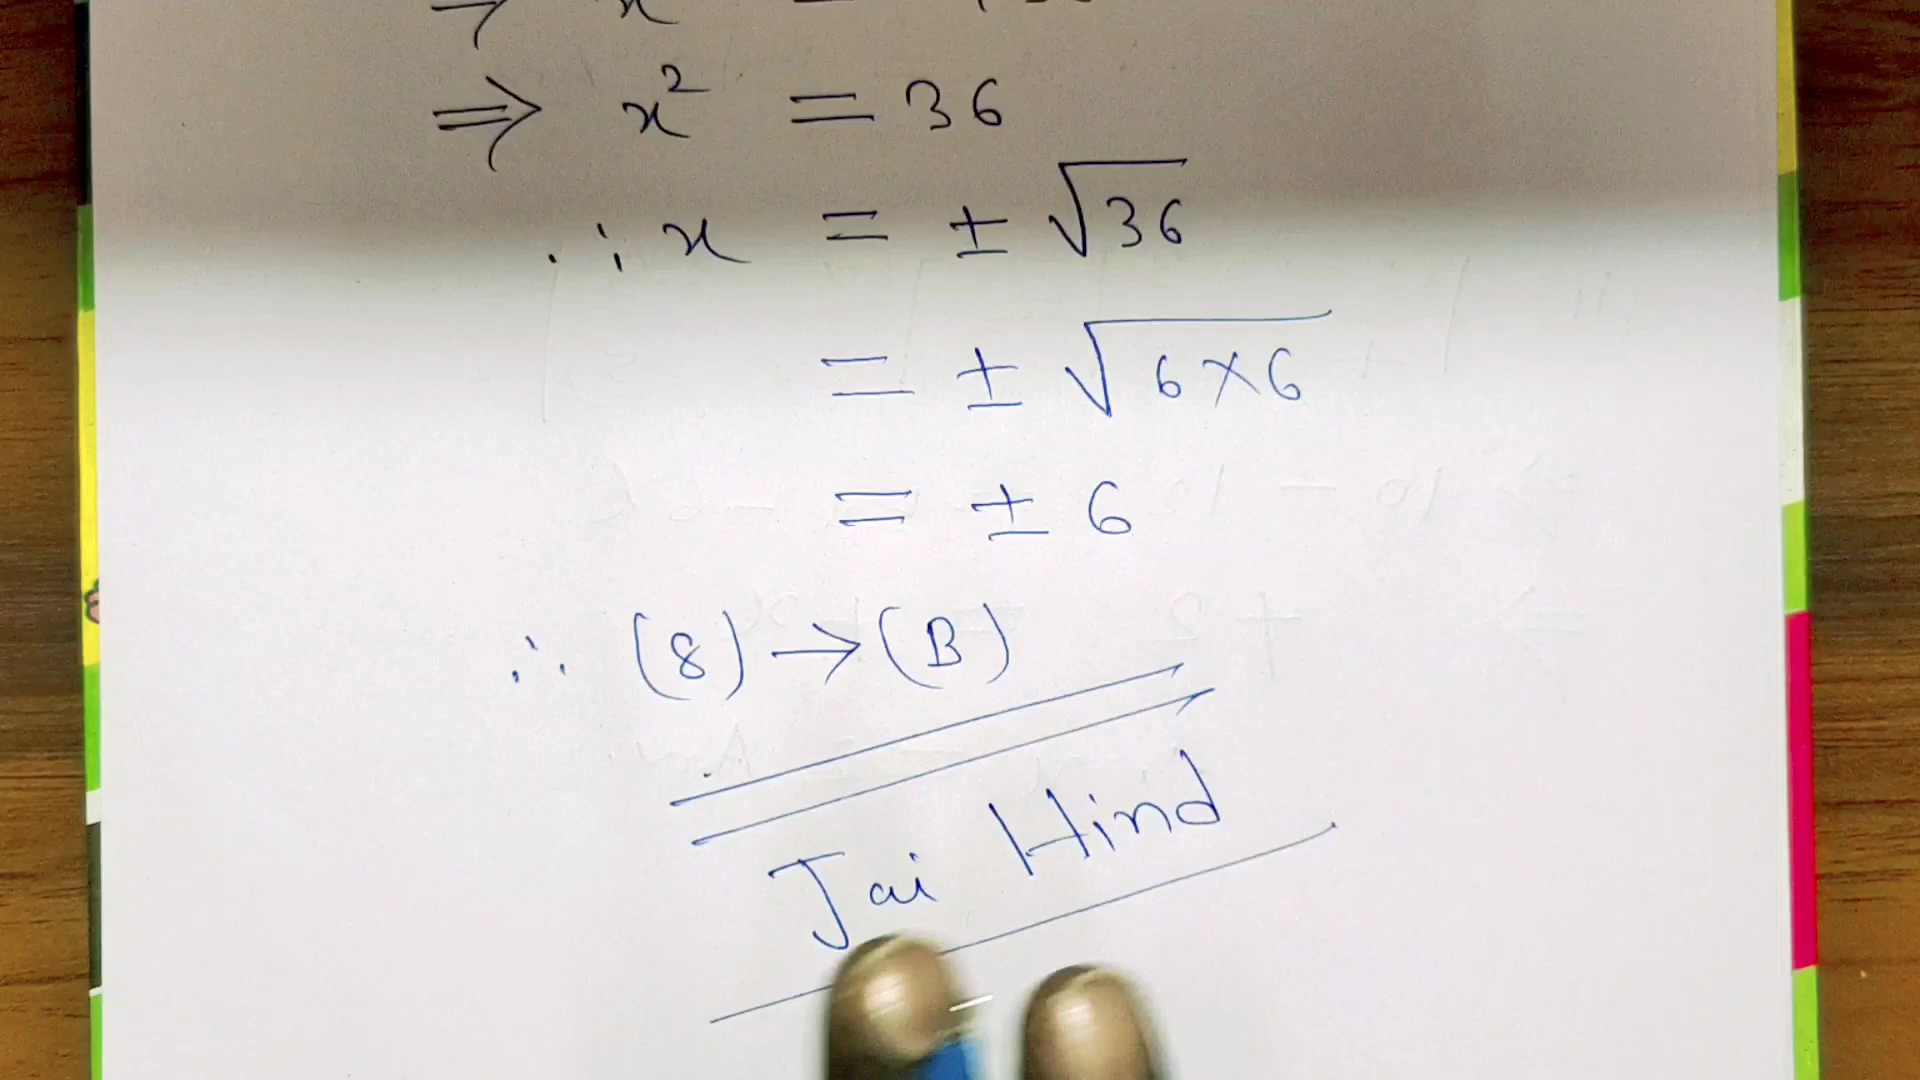 ⇒ x² = 36
∴ x = ± √36
= ± √6×6
= ± 6
∴ (8) → (B)
Jai Hind